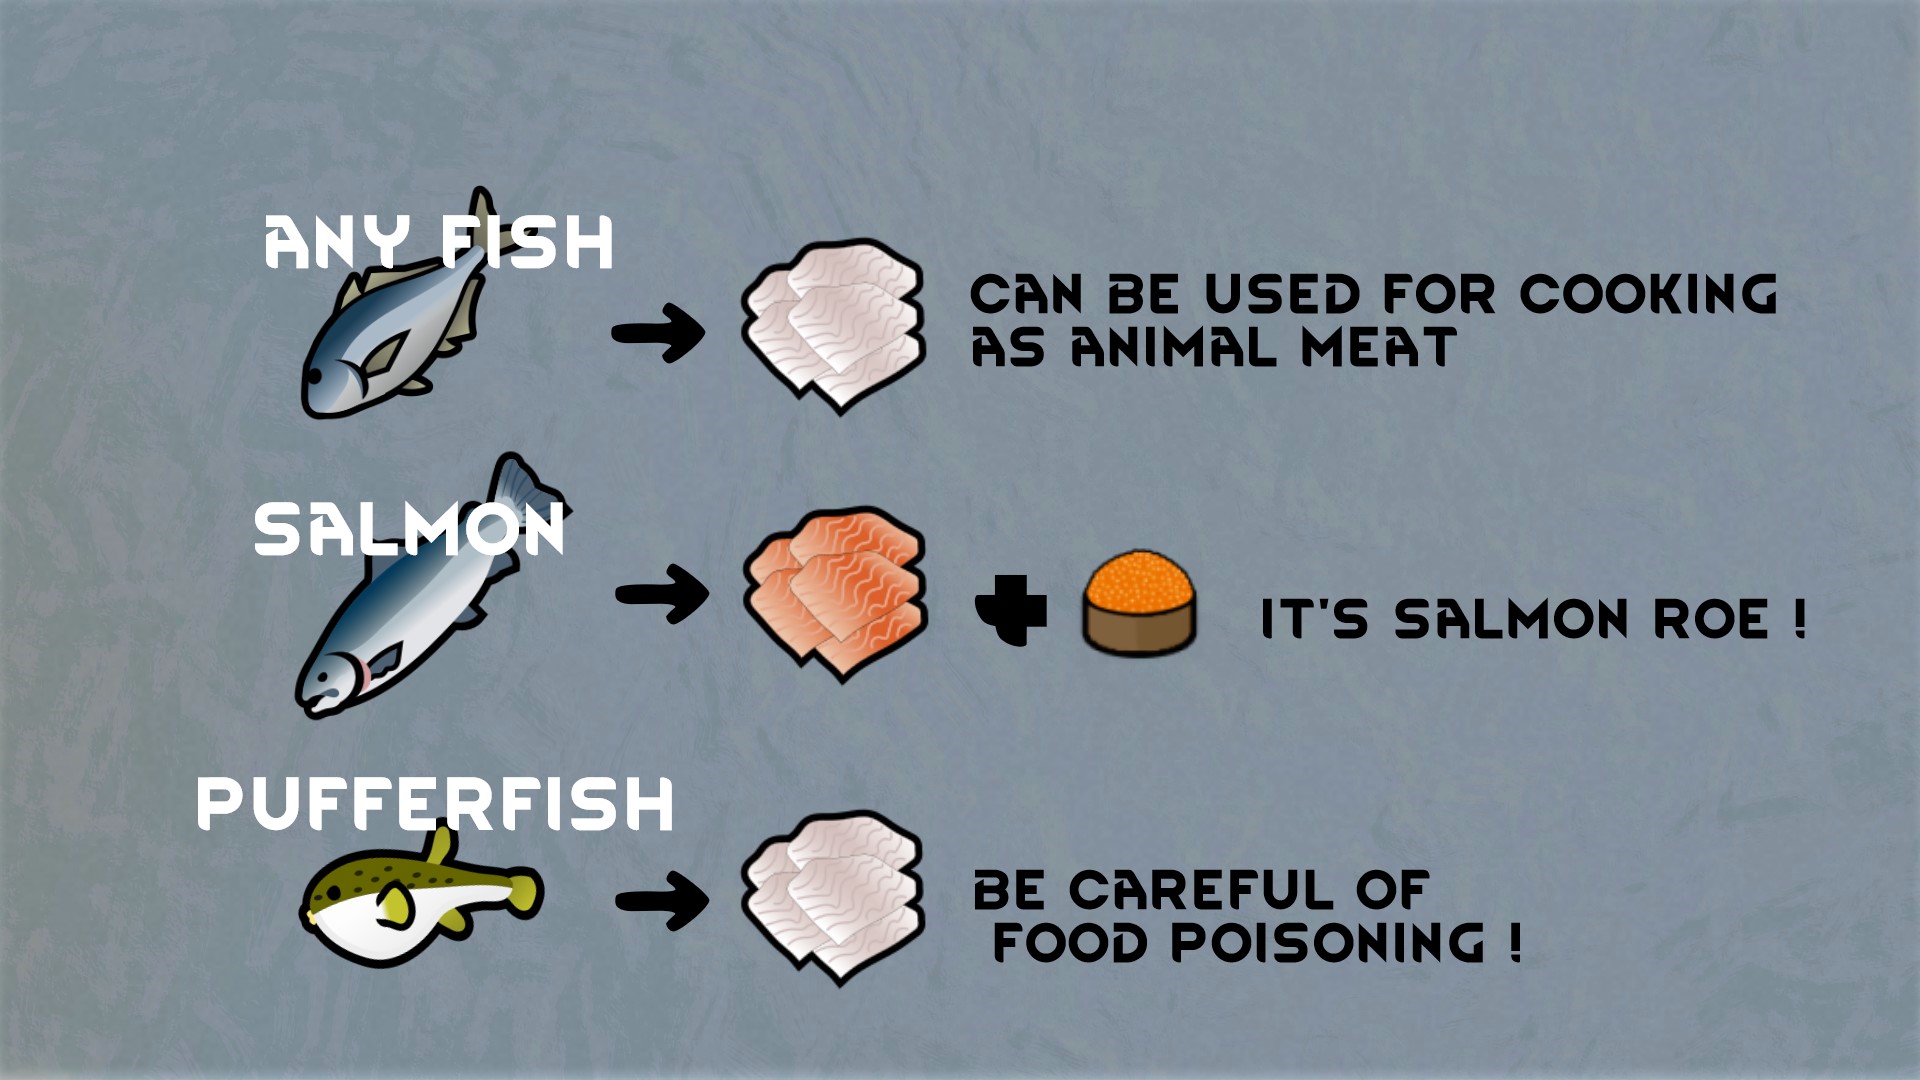 ANY FISH
CAN BE USED FOR COOKING
AS ANIMAL MEAT
SALMON
IT'S SALMON ROE !
PUFFERFISH
BE CAREFUL OF
FOOD POISONING !